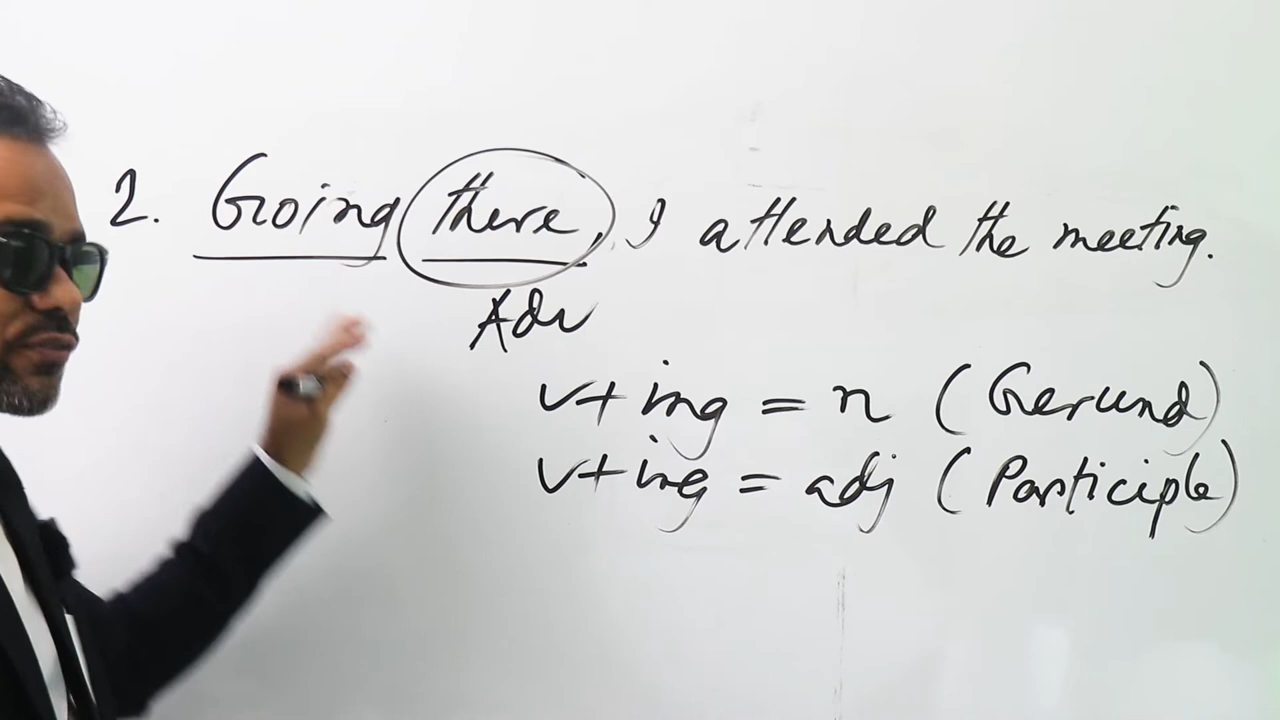 2. Going there, I attended the meeting.
Adv
v+ing = n (Gerund)
v+ing = adj (Participle)